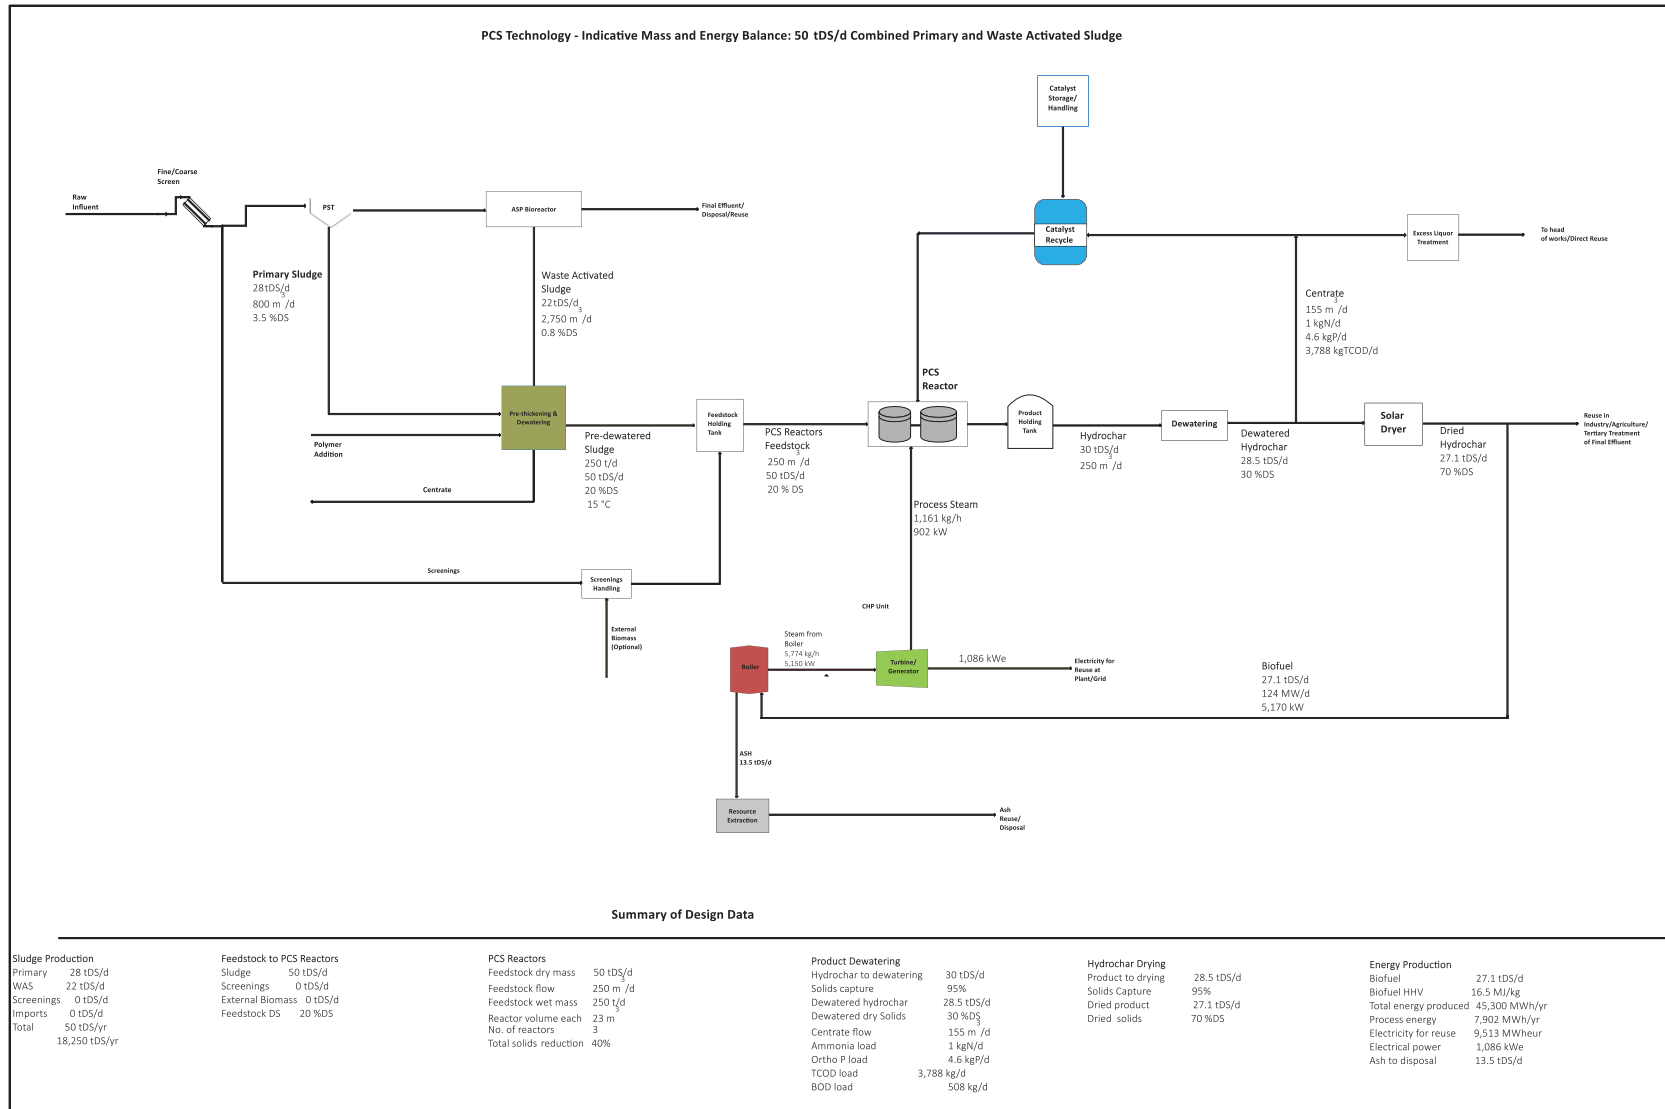 PCS Technology - Indicative Mass and Energy Balance: 50 tDS/d Combined Primary and Waste Activated Sludge
Catalyst
Storage/
Handling
Fine/Coarse
Screen
Raw
Influent
PST
ASP Bioreactor
Final Effluent/
Disposal/Reuse
Catalyst
Recycle
Excess Liquor
Treatment
To head
of works/Direct Reuse
Primary Sludge
28tDS/d
800 m3/d
3.5 %DS
Waste Activated
Sludge
22tDS/d
2,750 m3/d
0.8 %DS
Centrate
155 m3/d
1 kgN/d
4.6 kgP/d
3,788 kgTCOD/d
PCS
Reactor
Pre-thickening &
Dewatering
Feedstock
Holding
Tank
Product
Holding
Tank
Dewatering
Solar
Dryer
Reuse in
Industry/Agriculture/
Tertiary Treatment
of Final Effluent
Polymer
Addition
Pre-dewatered
Sludge
250 t/d
50 tDS/d
20 %DS
15 °C
PCS Reactors
Feedstock
250 m3/d
50 tDS/d
20 % DS
Hydrochar
30 tDS/d
250 m3/d
Dewatered
Hydrochar
28.5 tDS/d
30 %DS
Dried
Hydrochar
27.1 tDS/d
70 %DS
Centrate
Process Steam
1,161 kg/h
902 kW
Screenings
Screenings
Handling
External
Biomass
(Optional)
CHP Unit
Steam from
Boiler
5,774 kg/h
5,150 kW
Boiler
Turbine/
Generator
1,086 kWe
Electricity for
Reuse at
Plant/Grid
Biofuel
27.1 tDS/d
124 MW/d
5,170 kW
ASH
13.5 tDS/d
Resource
Extraction
Ash
Reuse/
Disposal
Summary of Design Data
Sludge Production
Primary 28 tDS/d
WAS 22 tDS/d
Screenings 0 tDS/d
Imports 0 tDS/d
Total 50 tDS/yr
18,250 tDS/yr
Feedstock to PCS Reactors
Sludge 50 tDS/d
Screenings 0 tDS/d
External Biomass 0 tDS/d
Feedstock DS 20 %DS
PCS Reactors
Feedstock dry mass 50 tDS/d
Feedstock flow 250 m3/d
Feedstock wet mass 250 t/d
Reactor volume each 23 m3
No. of reactors 3
Total solids reduction 40%
Product Dewatering
Hydrochar to dewatering 30 tDS/d
Solids capture 95%
Dewatered hydrochar 28.5 tDS/d
Dewatered dry Solids 30 %DS
Centrate flow 155 m3/d
Ammonia load 1 kgN/d
Ortho P load 4.6 kgP/d
TCOD load 3,788 kg/d
BOD load 508 kg/d
Hydrochar Drying
Product to drying 28.5 tDS/d
Solids Capture 95%
Dried product 27.1 tDS/d
Dried solids 70 %DS
Energy Production
Biofuel 27.1 tDS/d
Biofuel HHV 16.5 MJ/kg
Total energy produced 45,300 MWh/yr
Process energy 7,902 MWh/yr
Electricity for reuse 9,513 MWheur
Electrical power 1,086 kWe
Ash to disposal 13.5 tDS/d